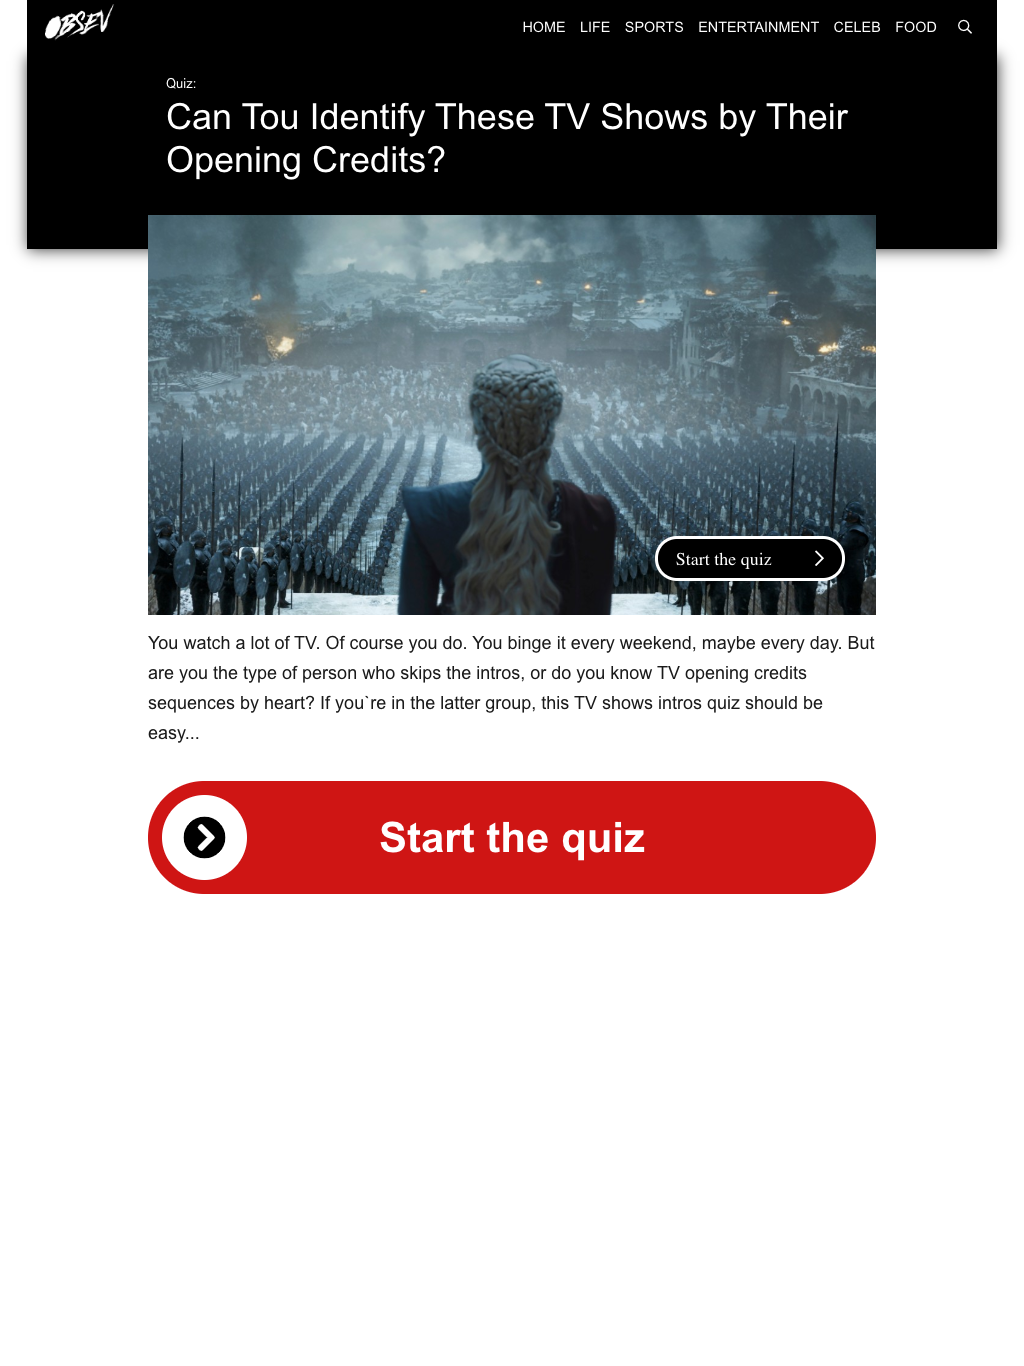 OBSEV
HOME LIFE SPORTS ENTERTAINMENT CELEB FOOD
Quiz:
Can Tou Identify These TV Shows by Their
Opening Credits?
Start the quiz
You watch a lot of TV. Of course you do. You binge it every weekend, maybe every day. But
are you the type of person who skips the intros, or do you know TV opening credits
sequences by heart? If you`re in the latter group, this TV shows intros quiz should be
easy...
Start the quiz